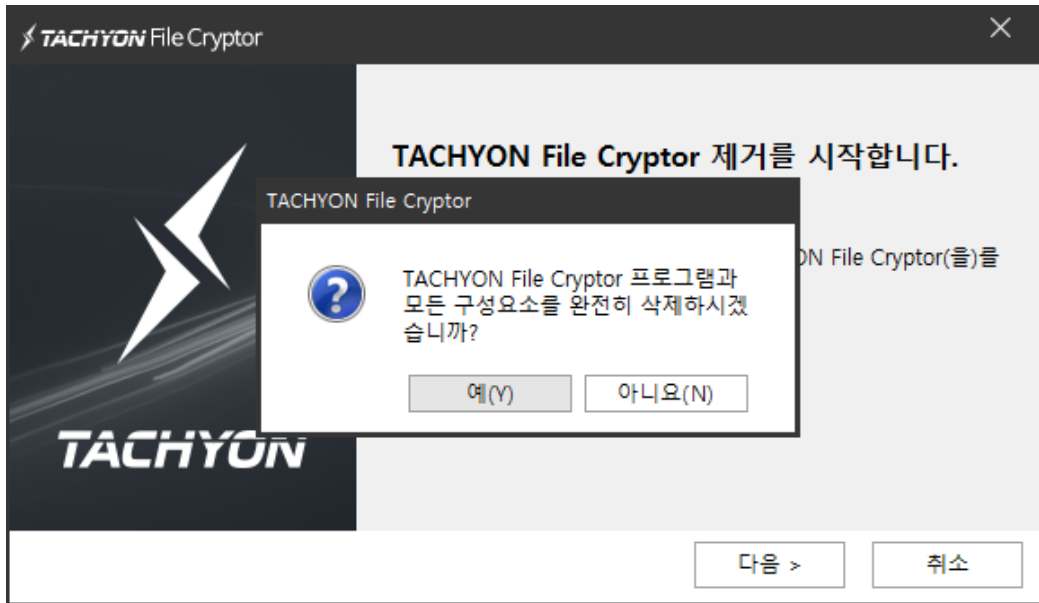 TACHYON File Cryptor
TACHYON File Cryptor 제거를 시작합니다.
TACHYON File Cryptor
File Cryptor(을)를
TACHYON File Cryptor 프로그램과
모든 구성요소를 완전히 삭제하시겠
습니까?
예(Y)
아니요(N)
TACHYON
다음 >
취소